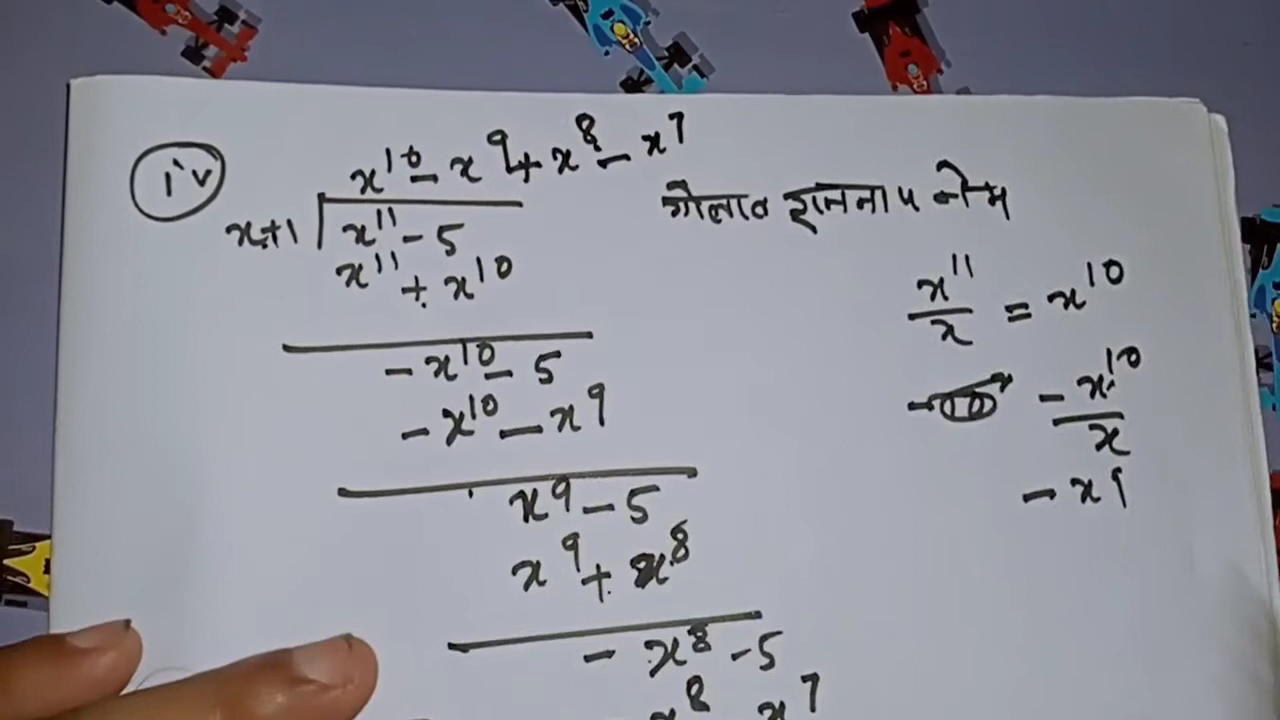 iv
x¹⁰ - x⁹ + x⁸ - x⁷
x+1 | x¹¹ - 5
x¹¹ + x¹⁰
- x¹⁰ - 5
- x¹⁰ - x⁹
x⁹ - 5
x⁹ + x⁸
- x⁸ - 5
x⁸ x⁷
x¹¹/x = x¹⁰
- x¹⁰/x
- x⁹